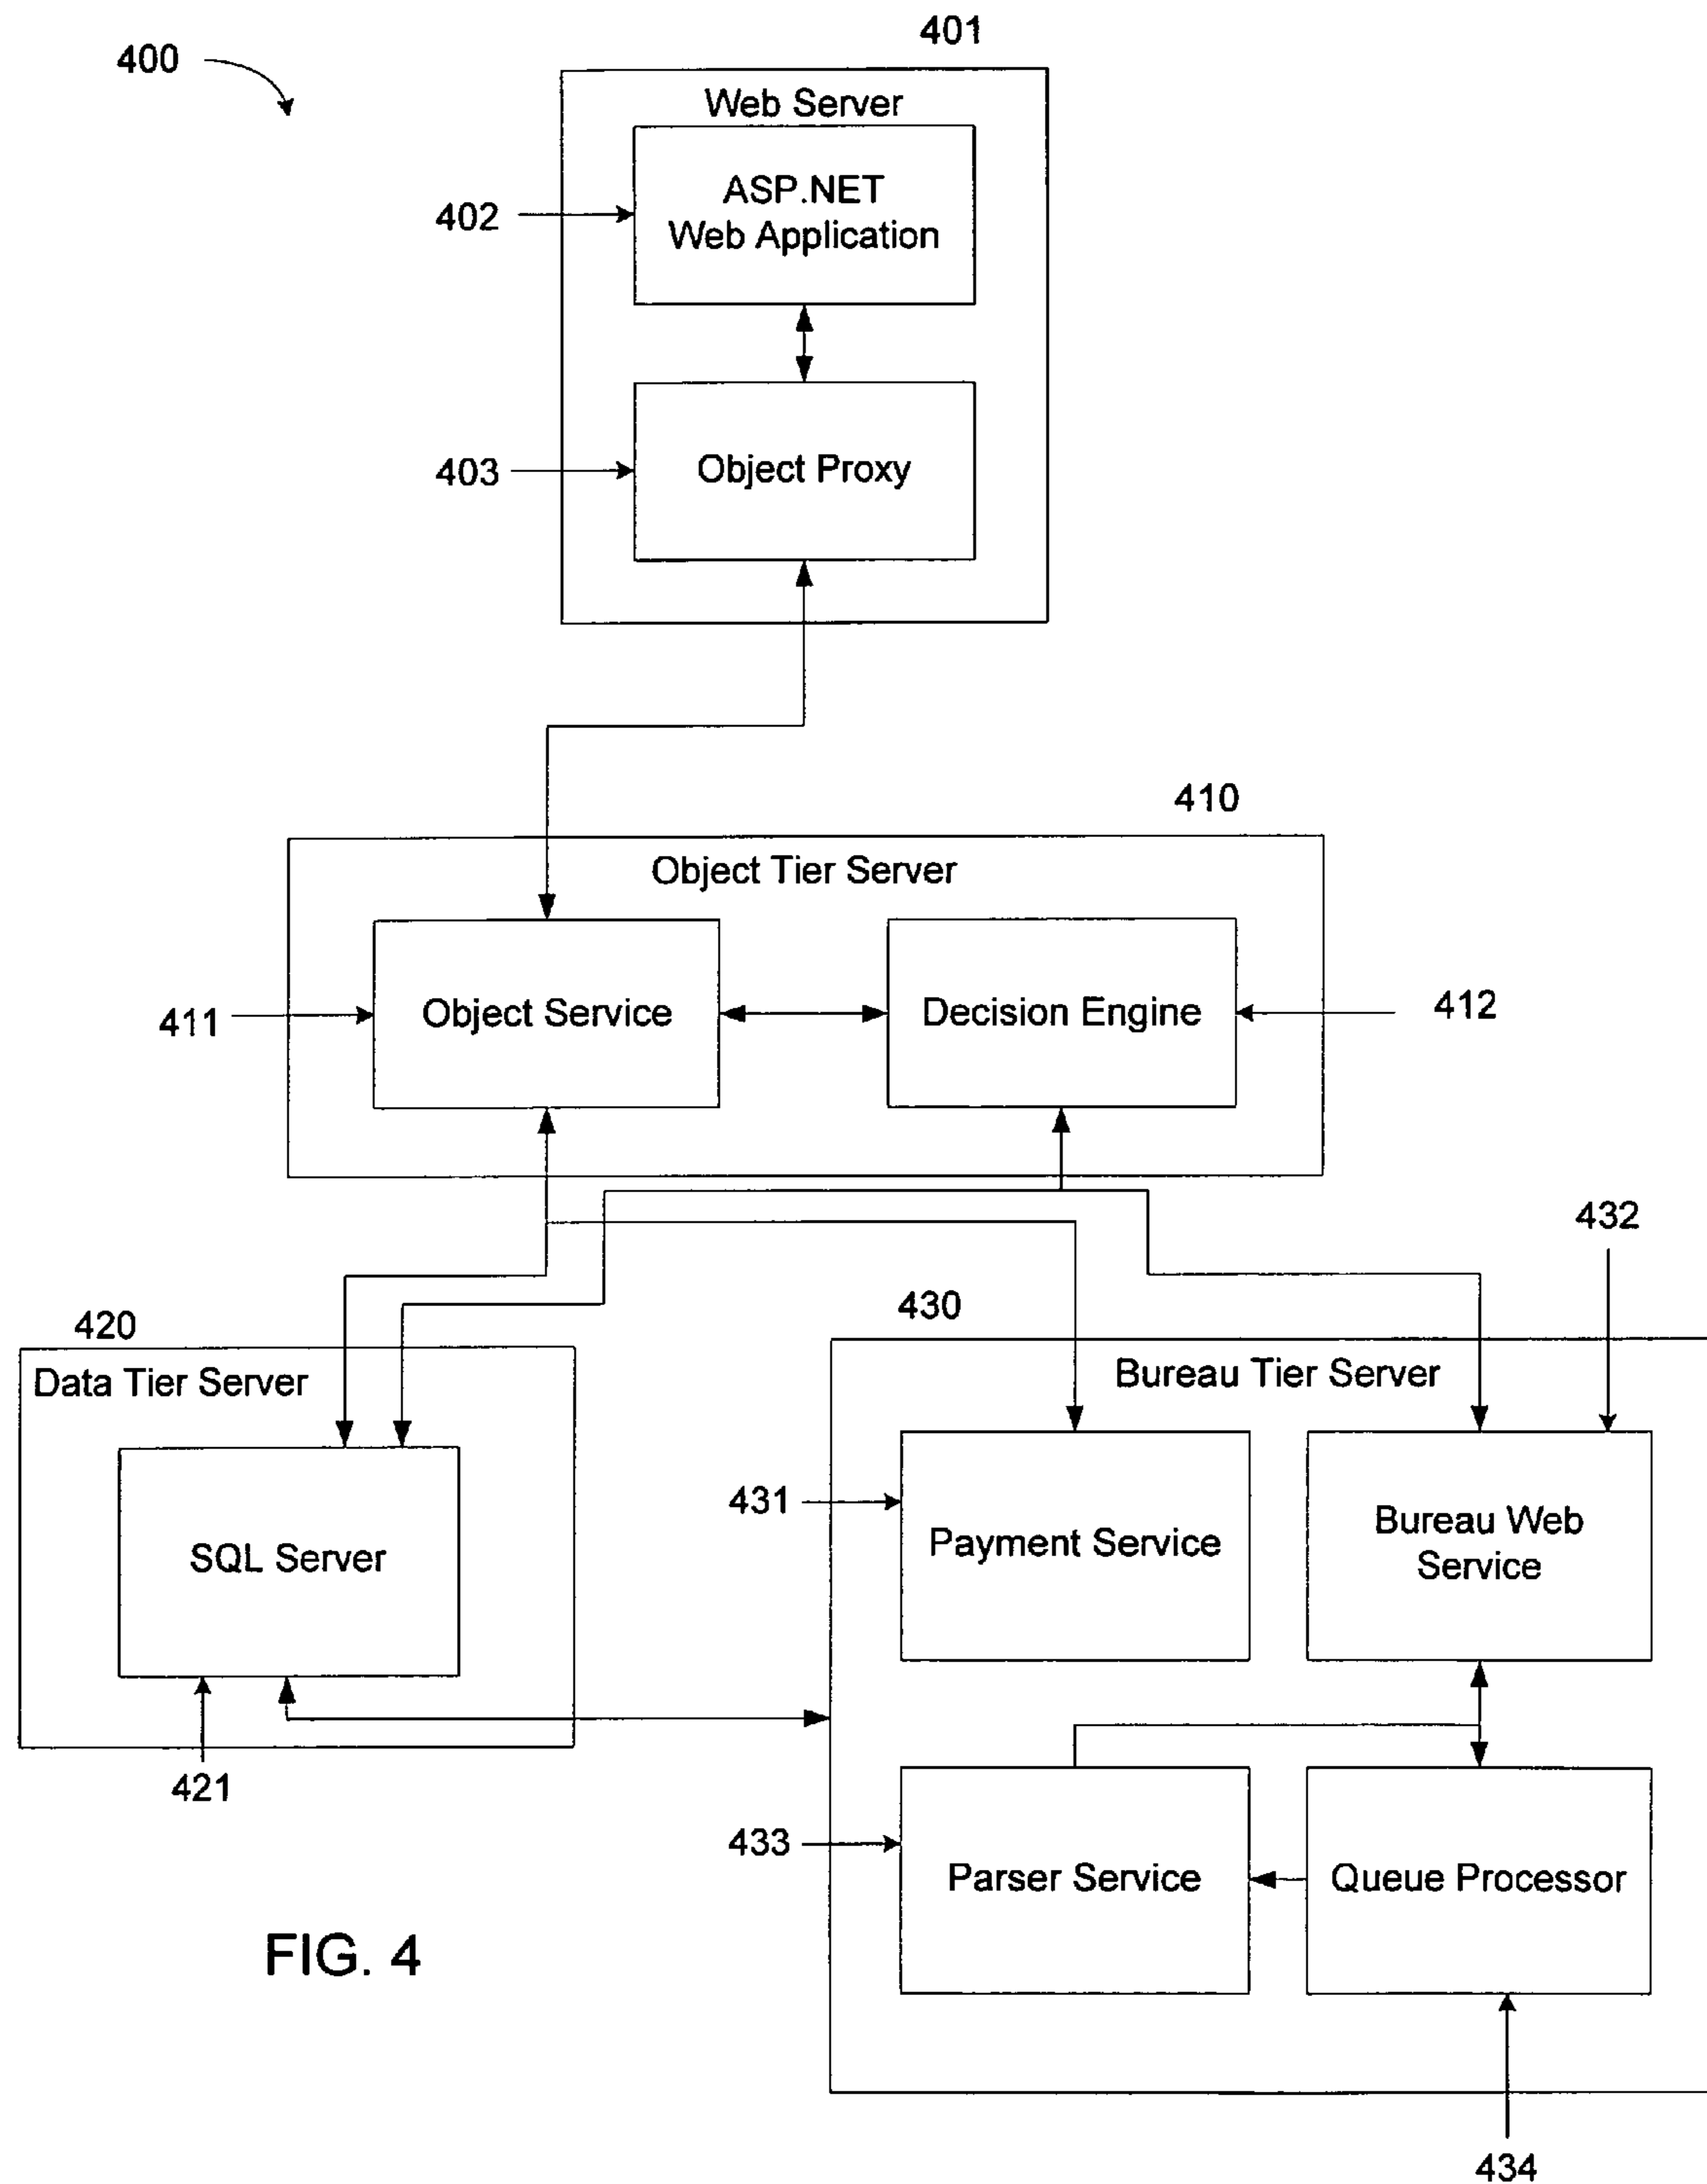 401
400
Web Server
ASP.NET
Web Application
402
403
Object Proxy
410
Object Tier Server
411
Object Service
Decision Engine
412
432
420
430
Data Tier Server
Bureau Tier Server
431
Payment Service
Bureau Web
Service
SQL Server
421
433
Parser Service
Queue Processor
FIG. 4
434